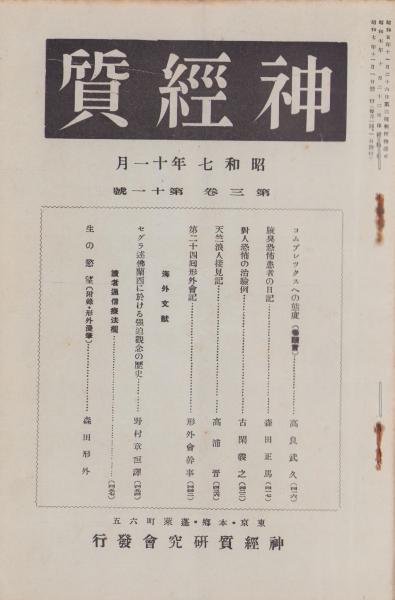 神經質
昭和七年十一月
第三卷 第十一號
コムプレックスへの態度(卷頭言)………高良武久
腋臭恐怖患者の日記………森田正馬
對人恐怖の治驗例………古閑義之
天竺浪人接見記………高浦晋
第二十四回形外會記………形外會幹事
海外文獻
セグラ述佛蘭西に於ける強迫觀念の歴史………野村章恒譯
讀者通信療法欄
生の慾望(附錄・形外漫筆)………森田形外
東京・本鄉・蓬萊町六五
神經質研究會發行